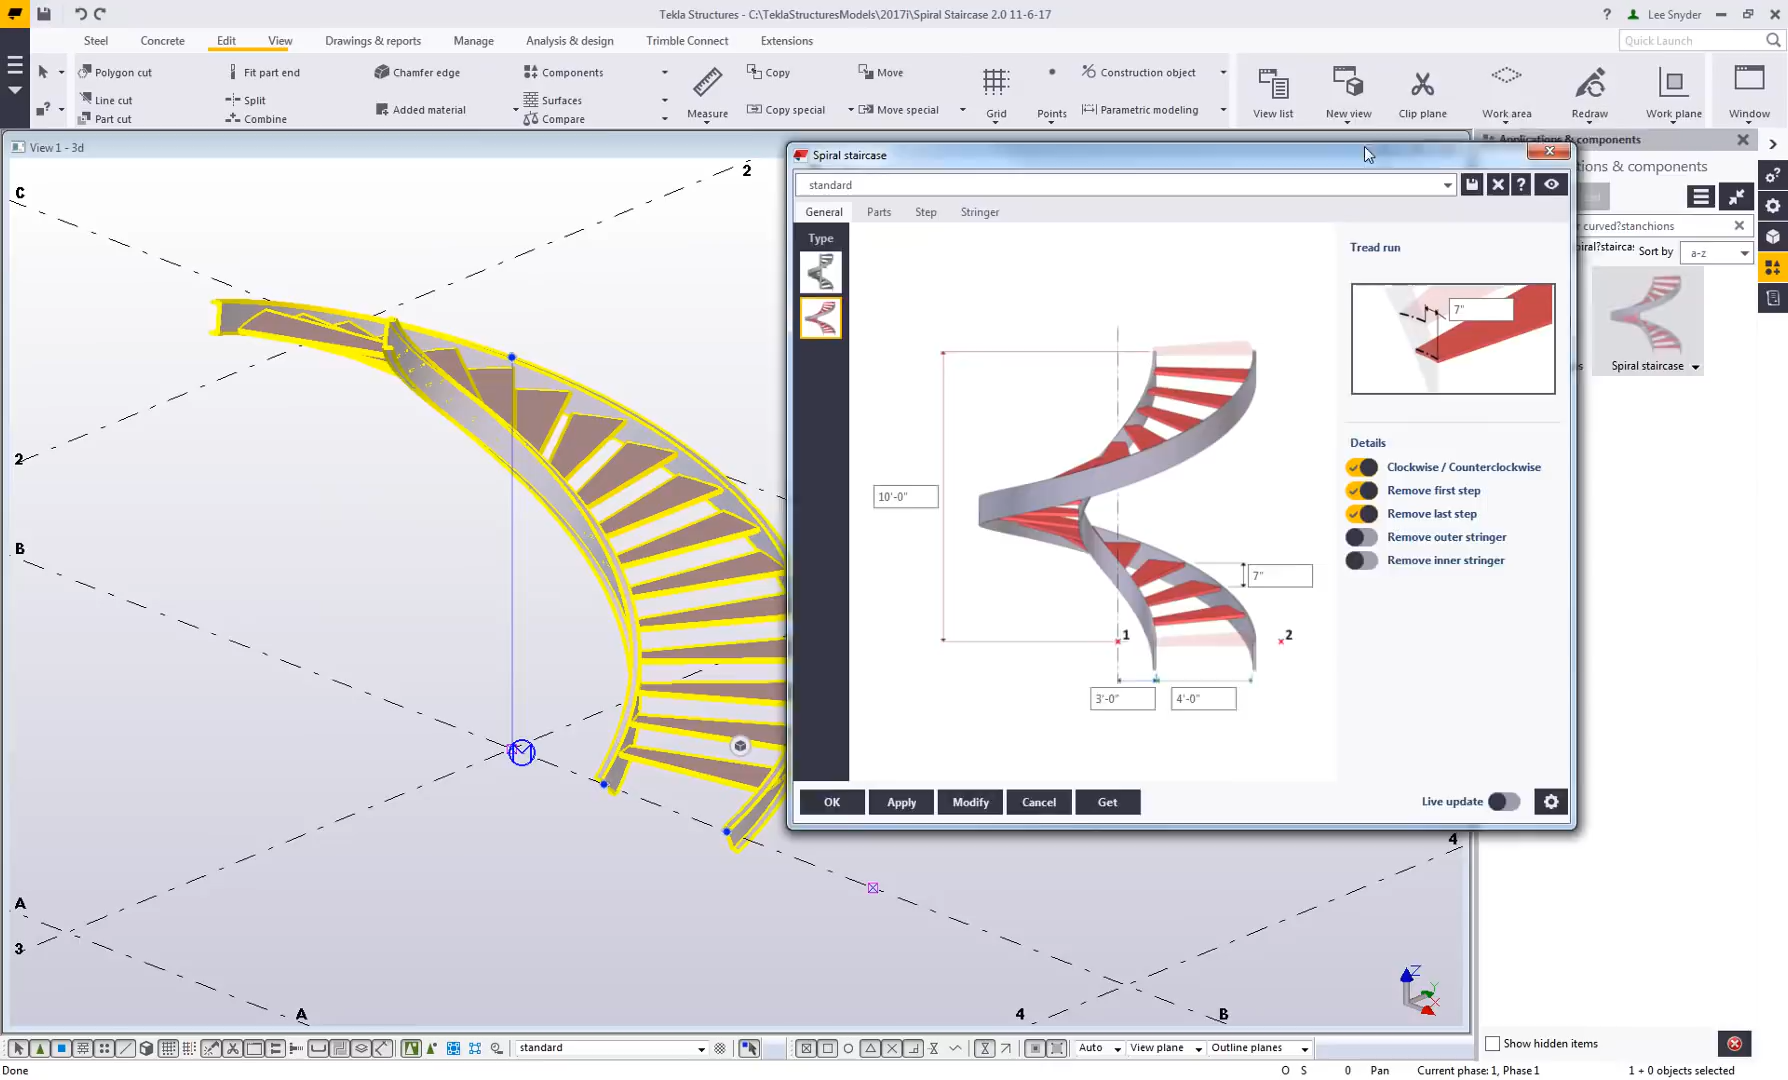 Tekla Structures - C:\TeklaStructuresModels\2017i\Spiral Staircase 2.0 11-6-17
? Lee Snyder
Steel Concrete Edit View Drawings & reports Manage Analysis & design Trimble Connect Extensions
Quick Launch
Polygon cut Fit part end Chamfer edge Components Copy Move Construction object
Line cut Split Surfaces
Added material Measure Copy special Move special Grid Points Parametric modeling View list New view Clip plane Work area Redraw Work plane Window
Part cut Combine Compare
View 1 - 3d
Applications & components
Spiral staircase
standard
General Parts Step Stringer
Type
Tread run
7"
Details
Clockwise / Counterclockwise
Remove first step
Remove last step
Remove outer stringer
Remove inner stringer
10'-0"
7"
1
2
3'-0"
4'-0"
OK Apply Modify Cancel Get
Live update
& components
curved?stanchions
Sort by a-z
Spiral staircase
C
2
2
B
A
3
A
4
B
4
Z
Y
X
Show hidden items
standard
Auto View plane Outline planes
Done
O S 0 Pan Current phase: 1, Phase 1 1 + 0 objects selected